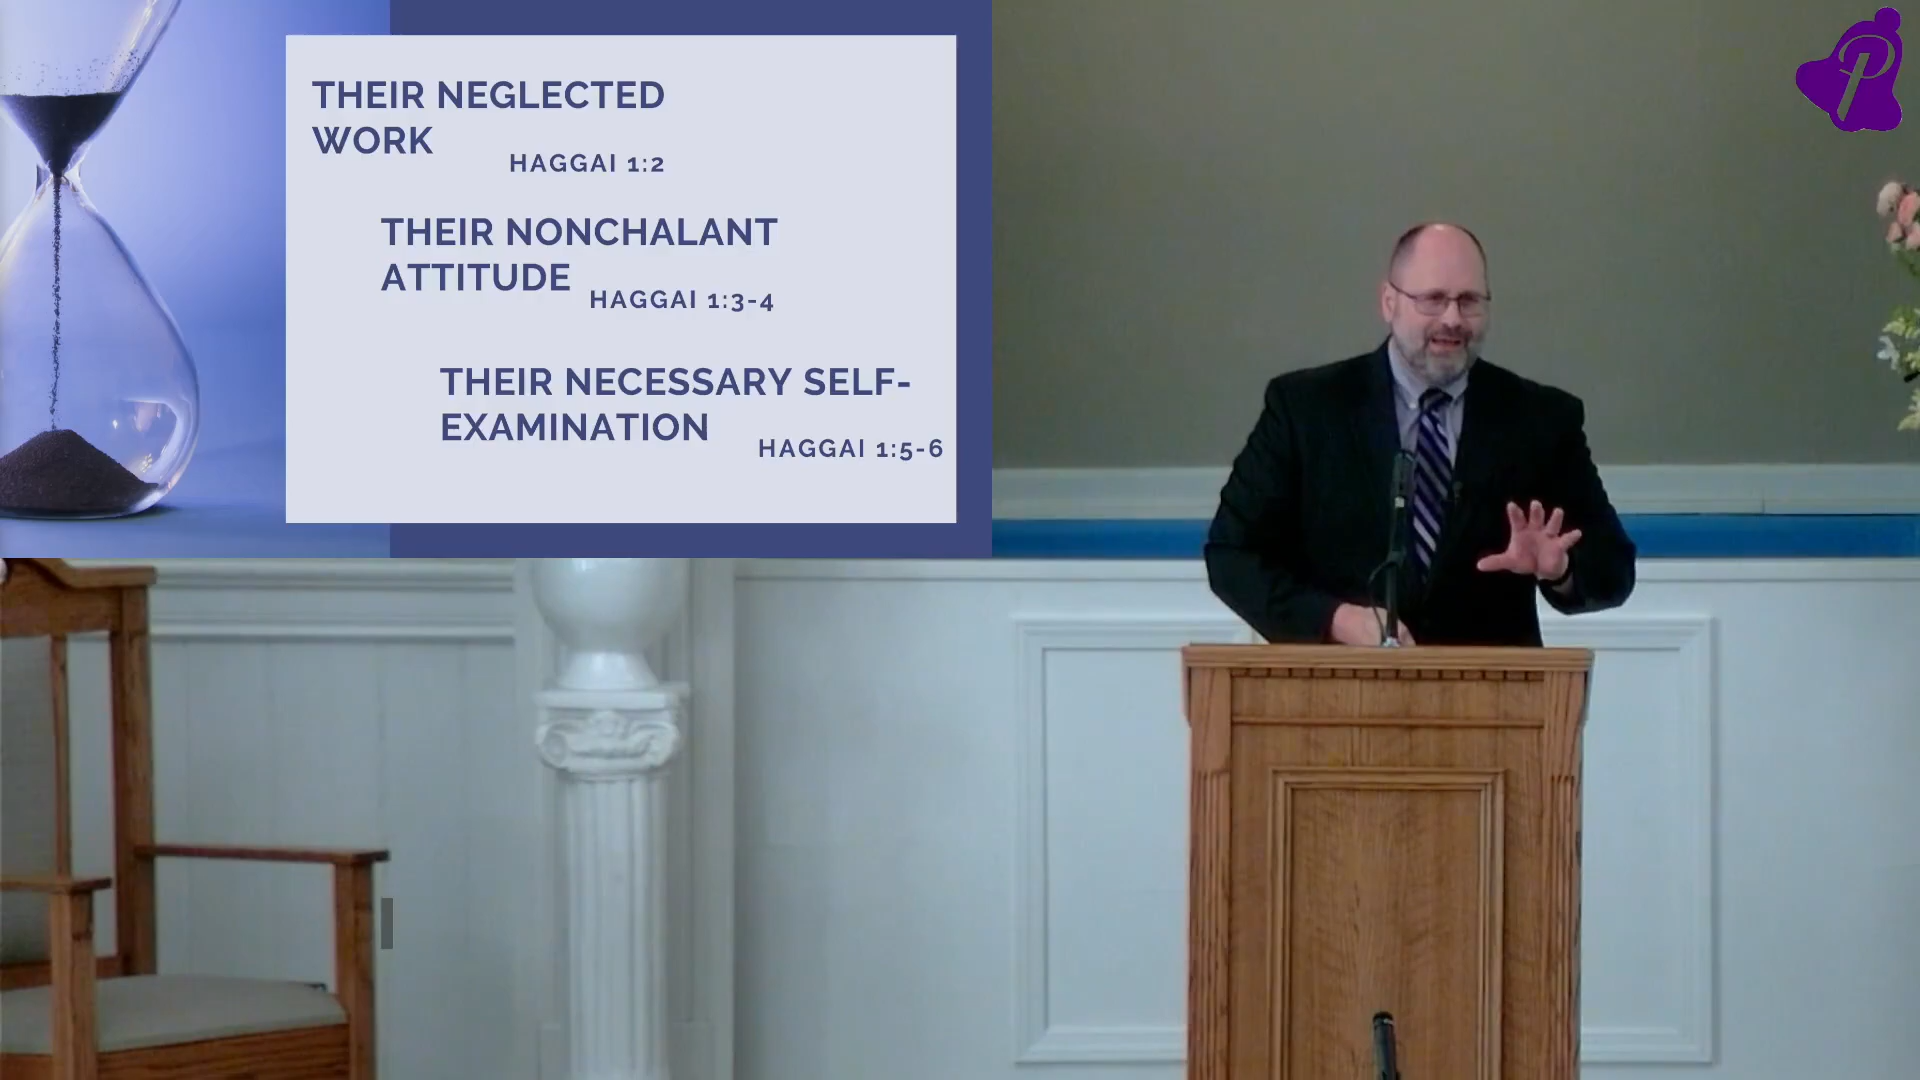 THEIR NEGLECTED
WORK
HAGGAI 1:2
THEIR NONCHALANT
ATTITUDE
HAGGAI 1:3-4
THEIR NECESSARY SELF-
EXAMINATION
HAGGAI 1:5-6
P